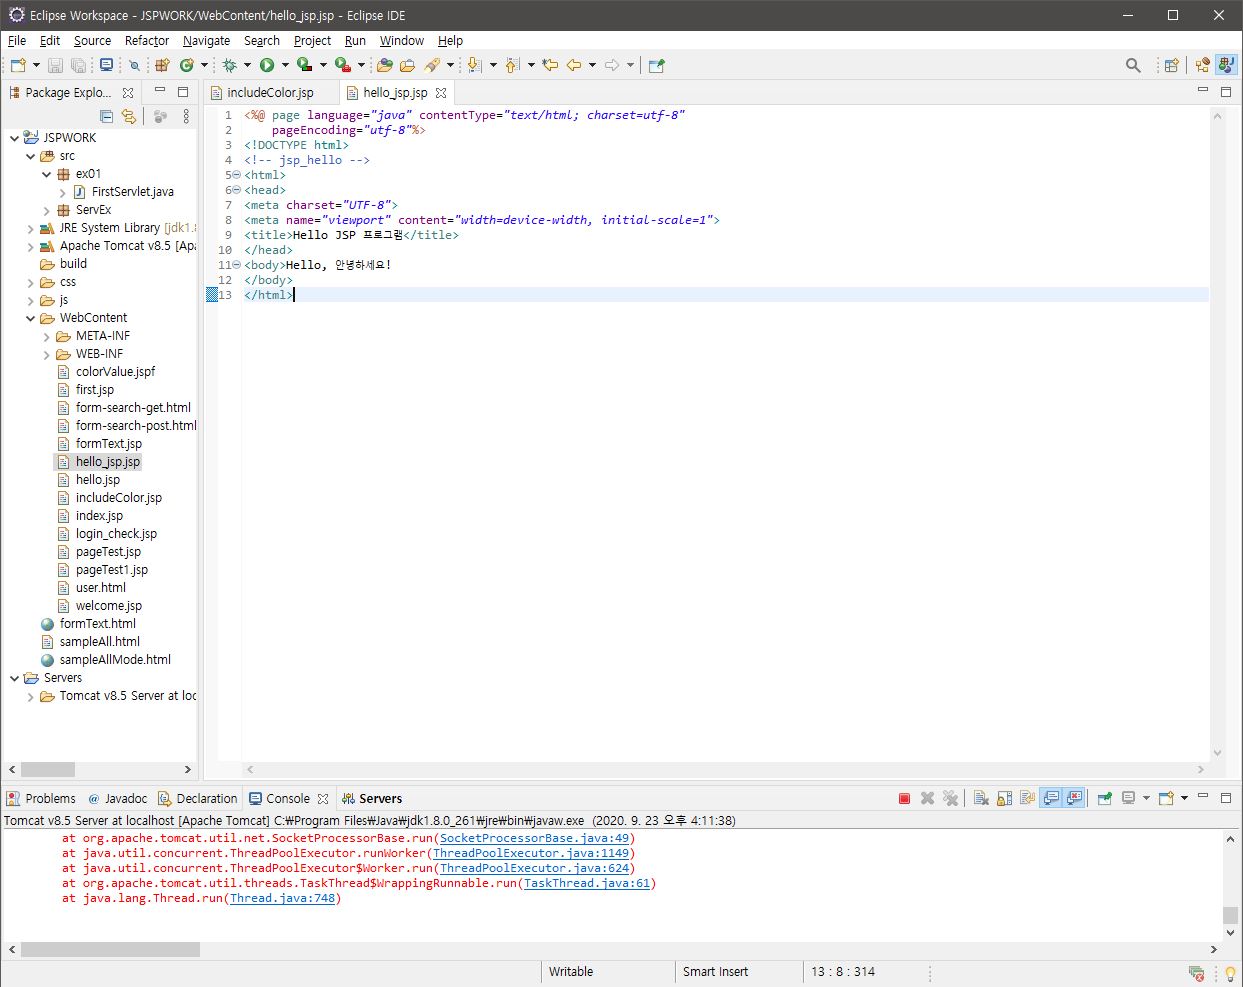 Eclipse Workspace - JSPWORK/WebContent/hello_jsp.jsp - Eclipse IDE
File Edit Source Refactor Navigate Search Project Run Window Help
Package Explo...
includeColor.jsp
hello_jsp.jsp
JSPWORK
src
ex01
FirstServlet.java
ServEx
JRE System Library [jdk1.8
Apache Tomcat v8.5 [Apa
build
css
js
WebContent
META-INF
WEB-INF
colorValue.jspf
first.jsp
form-search-get.html
form-search-post.html
formText.jsp
hello_jsp.jsp
hello.jsp
includeColor.jsp
index.jsp
login_check.jsp
pageTest.jsp
pageTest1.jsp
user.html
welcome.jsp
formText.html
sampleAll.html
sampleAllMode.html
Servers
Tomcat v8.5 Server at loc
1 <%@ page language="java" contentType="text/html; charset=utf-8"
2 pageEncoding="utf-8"%>
3 <!DOCTYPE html>
4 <!-- jsp_hello -->
5 <html>
6 <head>
7 <meta charset="UTF-8">
8 <meta name="viewport" content="width=device-width, initial-scale=1">
9 <title>Hello JSP 프로그램</title>
10 </head>
11 <body>Hello, 안녕하세요!
12 </body>
13 </html>
Problems @ Javadoc Declaration Console Servers
Tomcat v8.5 Server at localhost [Apache Tomcat] C:₩Program Files₩Java₩jdk1.8.0_261₩jre₩bin₩javaw.exe (2020. 9. 23 오후 4:11:38)
at org.apache.tomcat.util.net.SocketProcessorBase.run(SocketProcessorBase.java:49)
at java.util.concurrent.ThreadPoolExecutor.runWorker(ThreadPoolExecutor.java:1149)
at java.util.concurrent.ThreadPoolExecutor$Worker.run(ThreadPoolExecutor.java:624)
at org.apache.tomcat.util.threads.TaskThread$WrappingRunnable.run(TaskThread.java:61)
at java.lang.Thread.run(Thread.java:748)
Writable Smart Insert 13 : 8 : 314